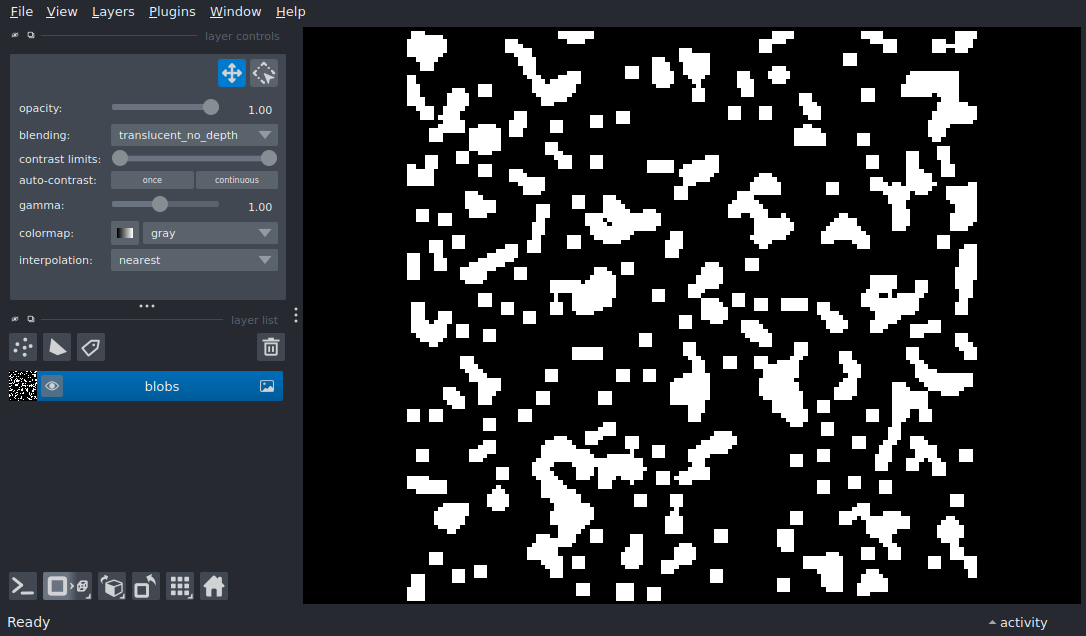 File View Layers Plugins Window Help
layer controls
opacity: 1.00
blending: translucent_no_depth
contrast limits:
auto-contrast: once continuous
gamma: 1.00
colormap: gray
interpolation: nearest
layer list
blobs
Ready activity